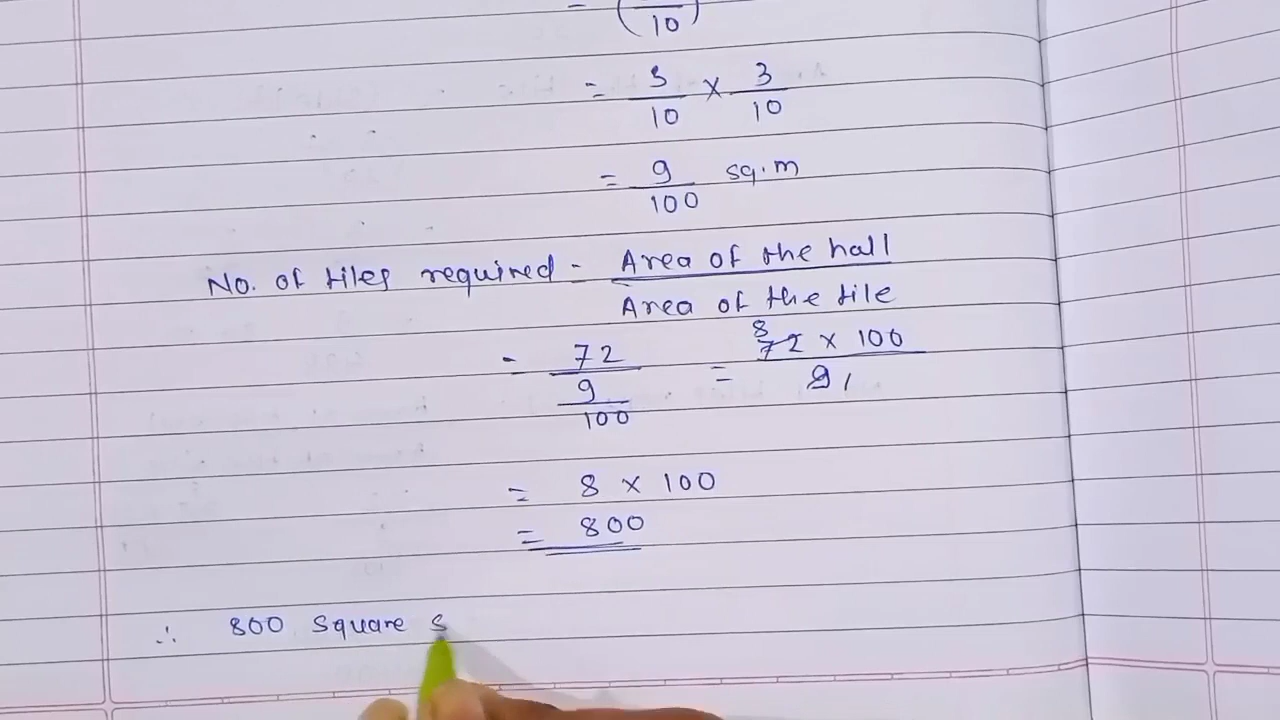 = ( /10)
= 3/10 × 3/10
= 9/100 sq.m
No. of tiles required = Area of the hall / Area of the tile
= 72 / 9/100 = 8 72 × 100 / 9 1
= 8 × 100
= 800
∴ 800 square s